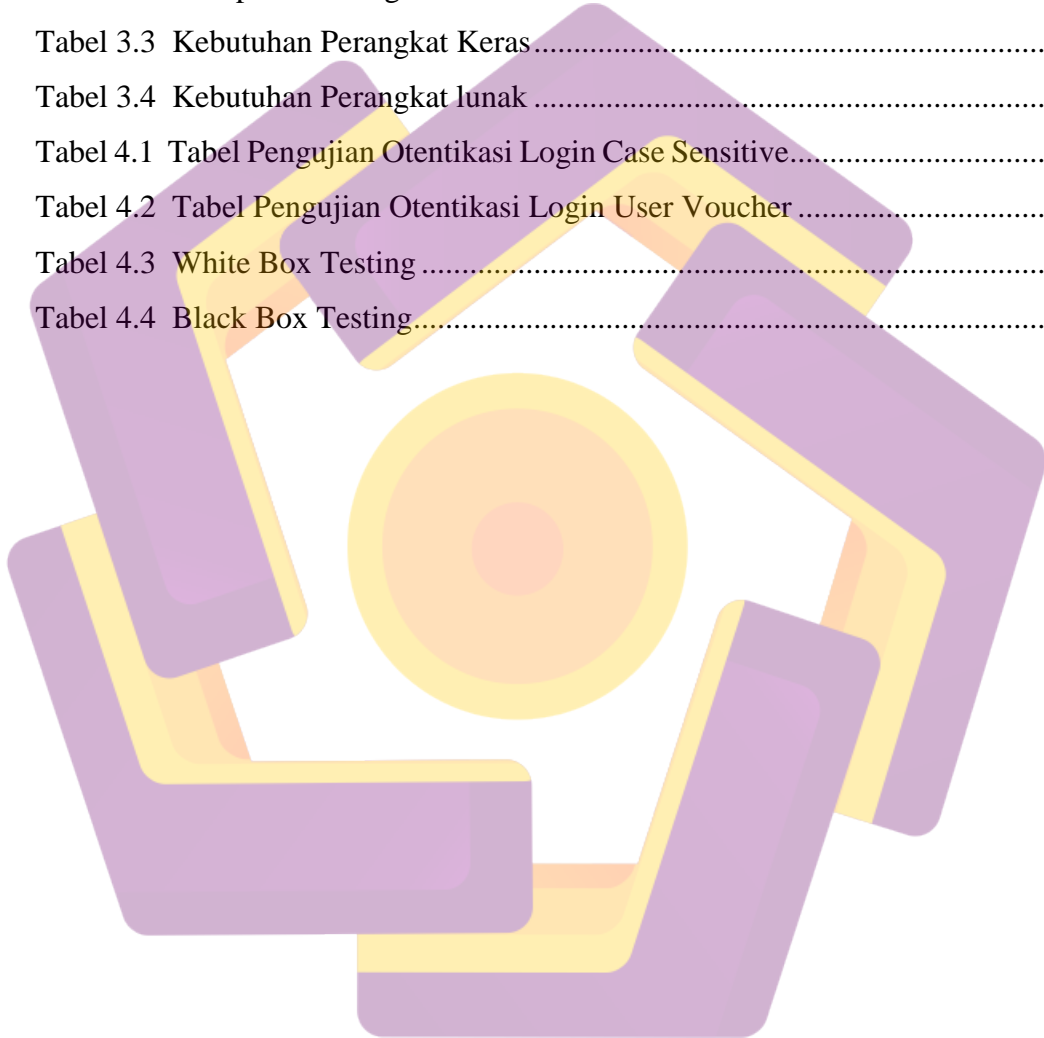 Tabel 3.3 Kebutuhan Perangkat Keras........................................................................
Tabel 3.4 Kebutuhan Perangkat lunak ........................................................................
Tabel 4.1 Tabel Pengujian Otentikasi Login Case Sensitive...................................
Tabel 4.2 Tabel Pengujian Otentikasi Login User Voucher ...................................
Tabel 4.3 White Box Testing .....................................................................................
Tabel 4.4 Black Box Testing......................................................................................